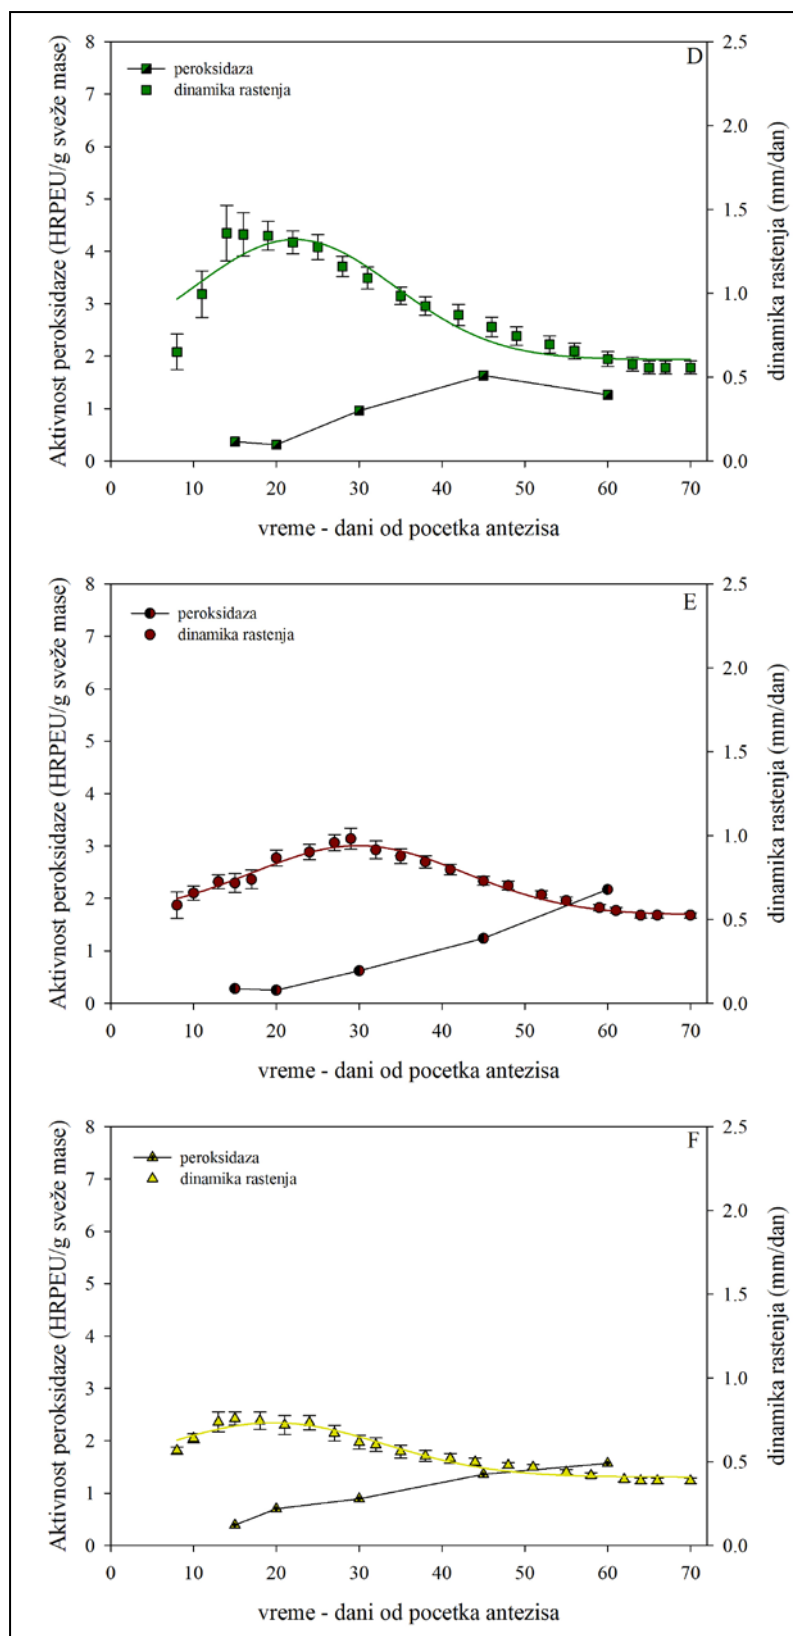 D
peroksidaza
dinamika rastenja
Aktivnost peroksidaze (HRPEU/g sveže mase)
8
7
6
5
4
3
2
1
0
2.5
2.0
1.5
1.0
0.5
0.0
dinamika rastenja (mm/dan)
0 10 20 30 40 50 60 70
vreme - dani od pocetka antezisa
E
peroksidaza
dinamika rastenja
Aktivnost peroksidaze (HRPEU/g sveže mase)
8
7
6
5
4
3
2
1
0
2.5
2.0
1.5
1.0
0.5
0.0
dinamika rastenja (mm/dan)
0 10 20 30 40 50 60 70
vreme - dani od pocetka antezisa
F
peroksidaza
dinamika rastenja
Aktivnost peroksidaze (HRPEU/g sveže mase)
8
7
6
5
4
3
2
1
0
2.5
2.0
1.5
1.0
0.5
0.0
dinamika rastenja (mm/dan)
0 10 20 30 40 50 60 70
vreme - dani od pocetka antezisa